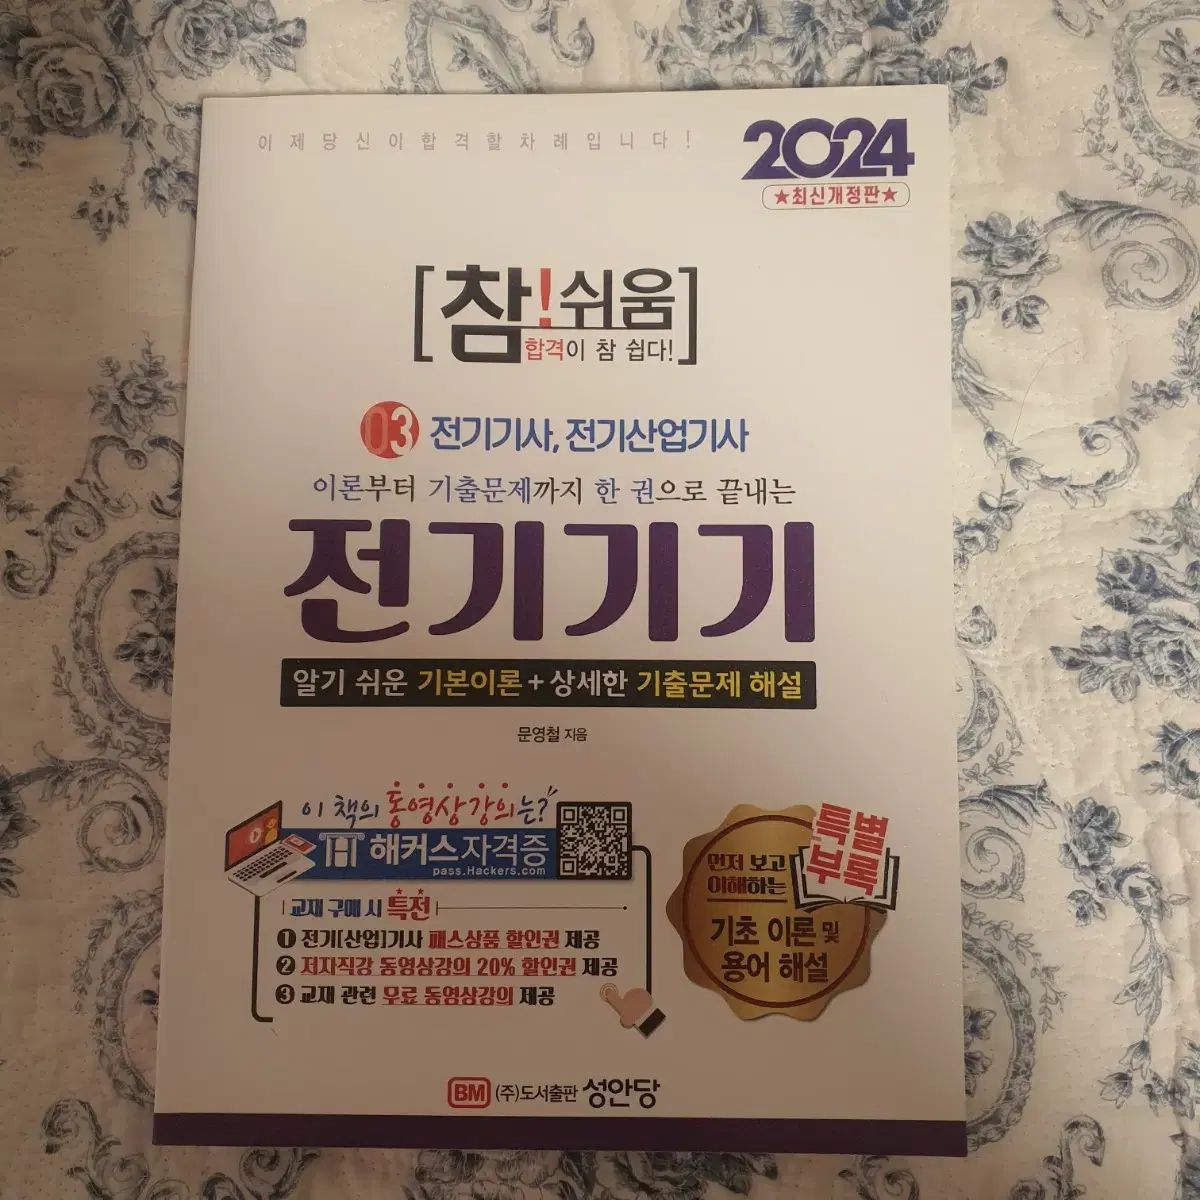 이제당신이합격할차례입니다!
2024
★최신개정판★
[참!쉬움]
합격이 참 쉽다!
03 전기기사, 전기산업기사
이론부터 기출문제까지 한 권으로 끝내는
전기기기
알기 쉬운 기본이론 + 상세한 기출문제 해설
문영철 지음
이 책의 동영상강의는?
해커스자격증
pass.Hackers.com
교재 구매 시 특전
❶ 전기[산업]기사 패스상품 할인권 제공
❷ 저자직강 동영상강의 20% 할인권 제공
❸ 교재 관련 무료 동영상강의 제공
특별
부록
먼저 보고
이해하는
기초 이론 및
용어 해설
BM (주)도서출판 성안당